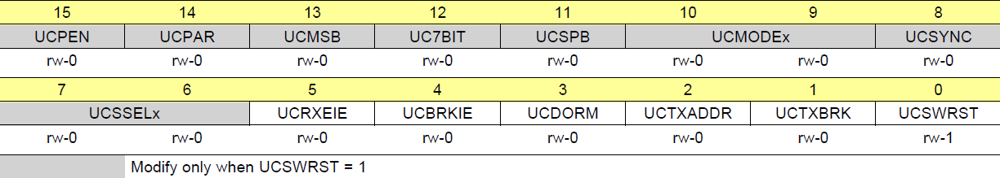 15 14 13 12 11 10 9 8
UCPEN UCPAR UCMSB UC7BIT UCSPB UCMODEx UCSYNC
rw-0 rw-0 rw-0 rw-0 rw-0 rw-0 rw-0 rw-0
7 6 5 4 3 2 1 0
UCSSELx UCRXEIE UCBRKIE UCDORM UCTXADDR UCTXBRK UCSWRST
rw-0 rw-0 rw-0 rw-0 rw-0 rw-0 rw-0 rw-1
Modify only when UCSWRST = 1